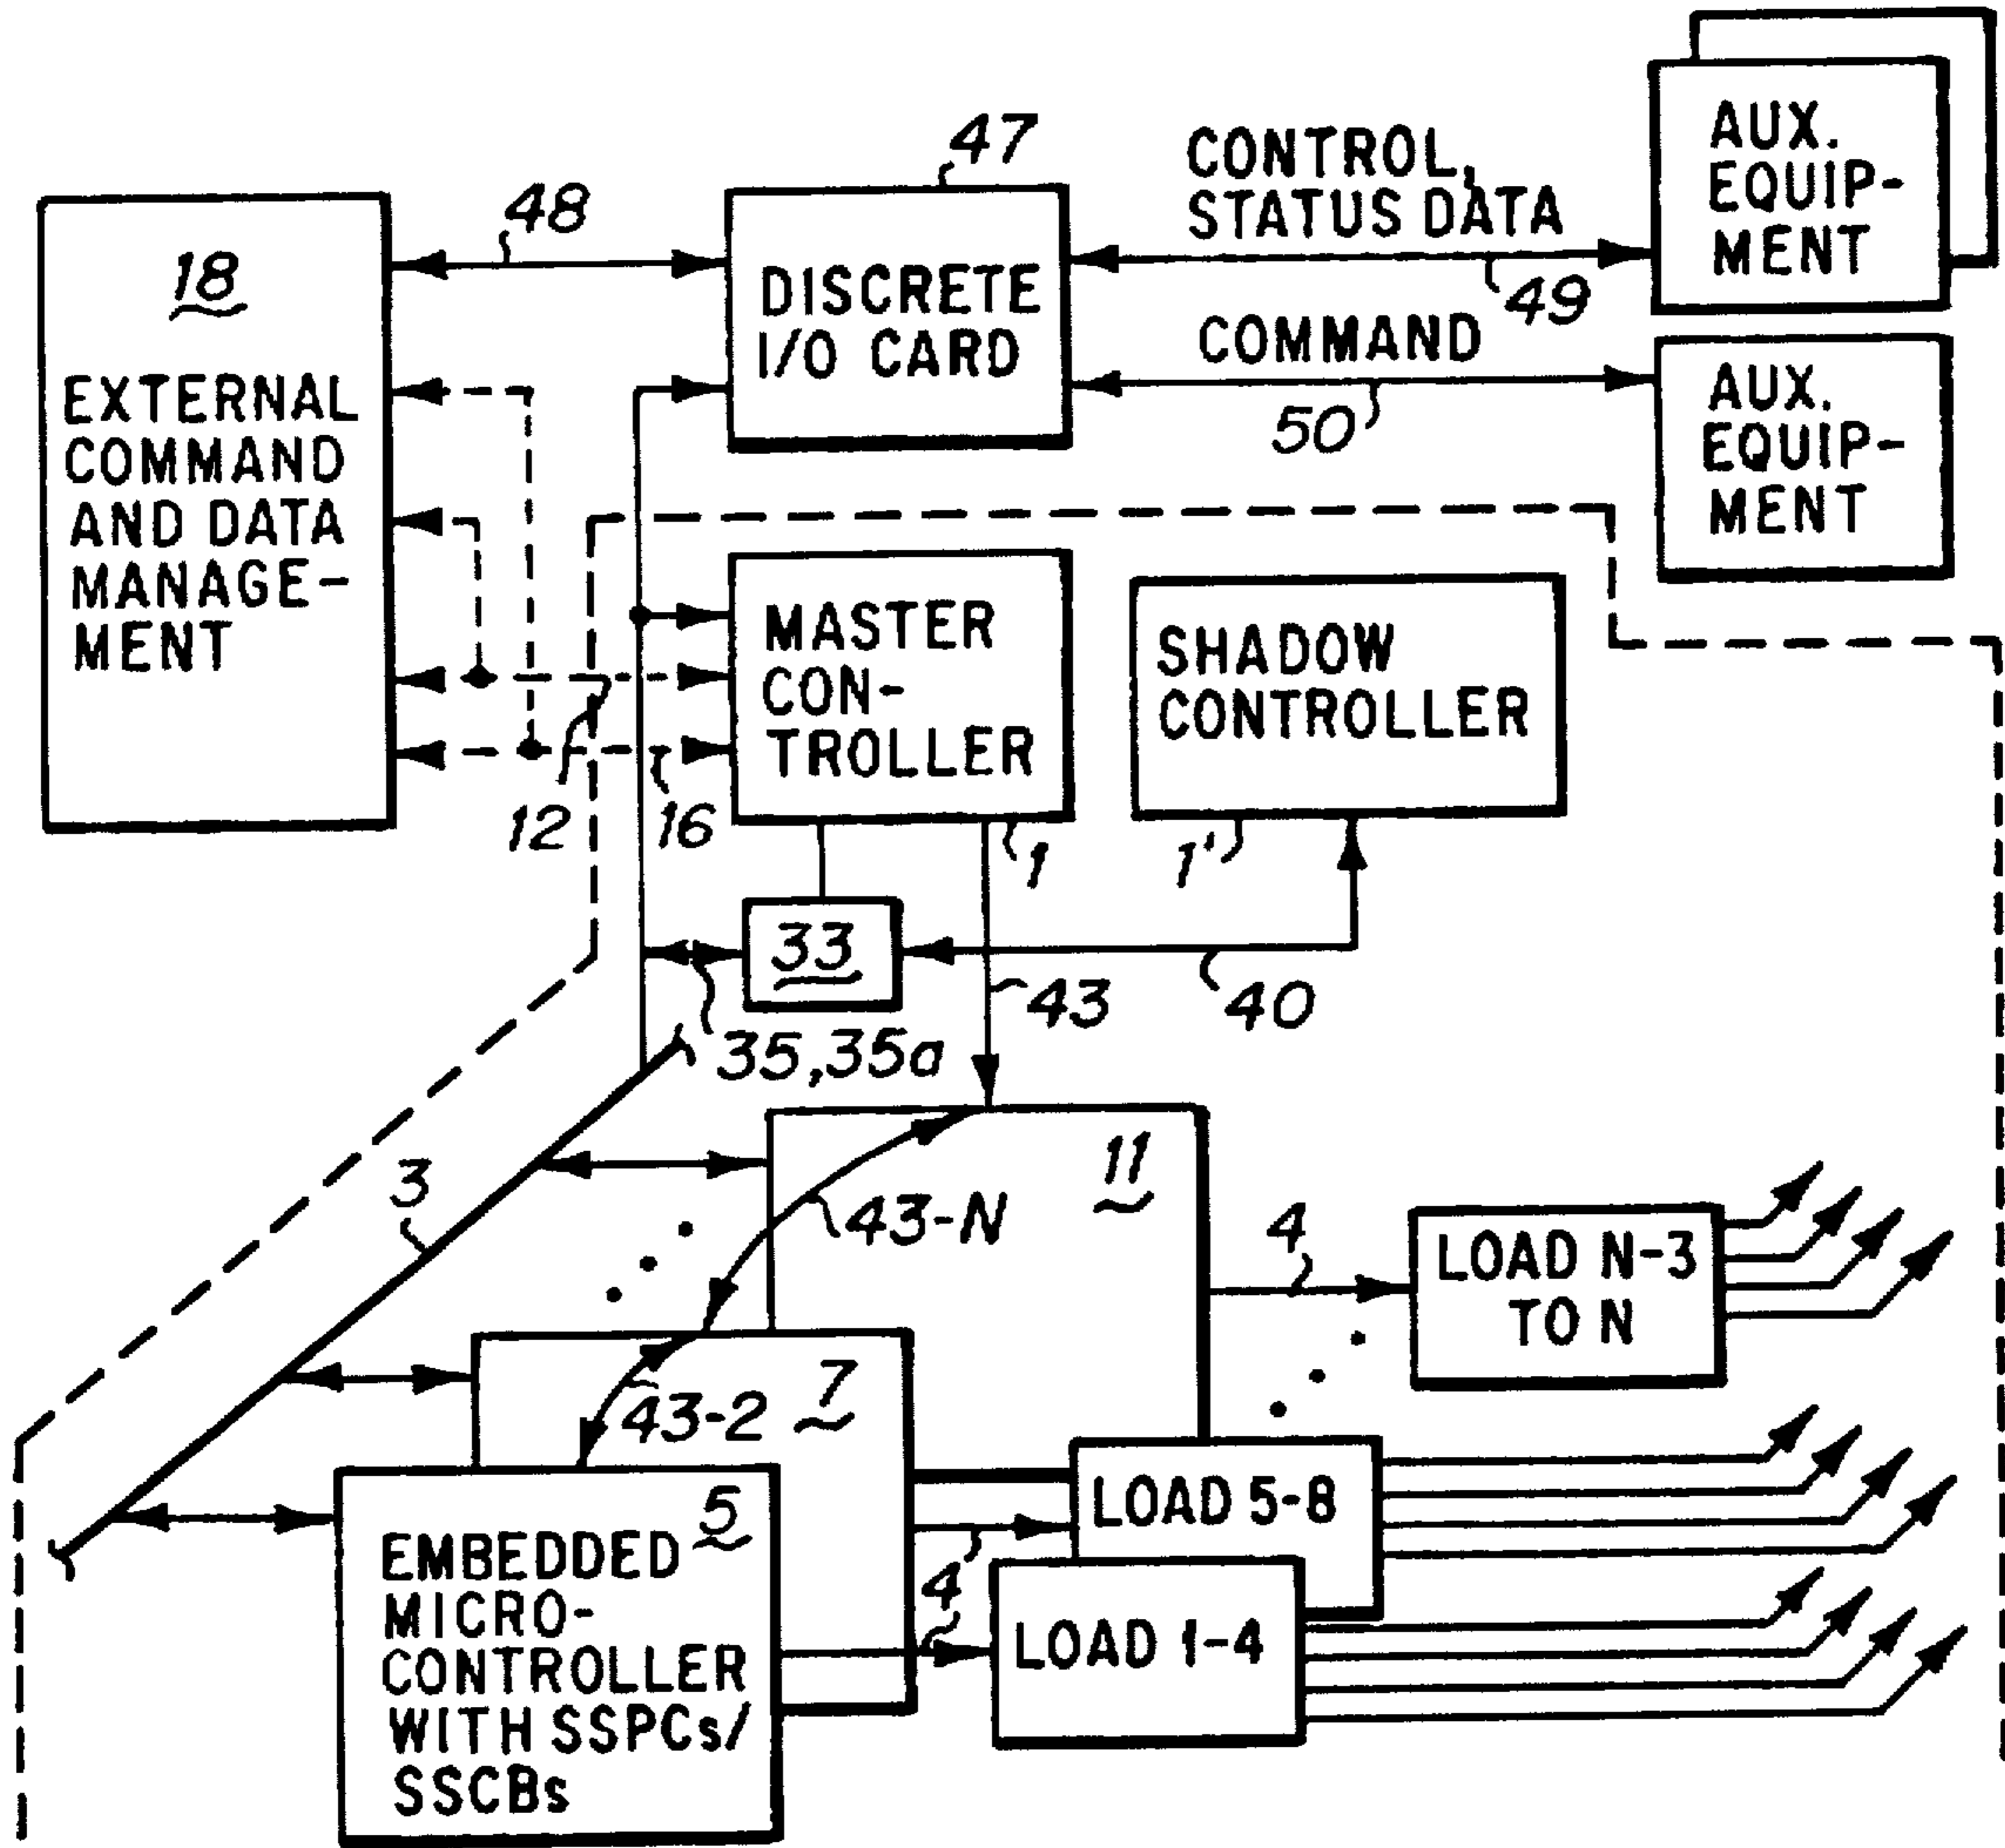 47
48
CONTROL,
STATUS DATA
AUX.
EQUIP-
MENT
18
DISCRETE
I/O CARD
49
COMMAND
50
AUX.
EQUIP-
MENT
EXTERNAL
COMMAND
AND DATA
MANAGE-
MENT
MASTER
CON-
TROLLER
SHADOW
CONTROLLER
12
16
1
1'
33
43
40
35,35a
3
11
43-N
4
LOAD N-3
TO N
7
43-2
LOAD 5-8
4
5
EMBEDDED
MICRO-
CONTROLLER
WITH SSPCs/
SSCBs
4
LOAD 1-4